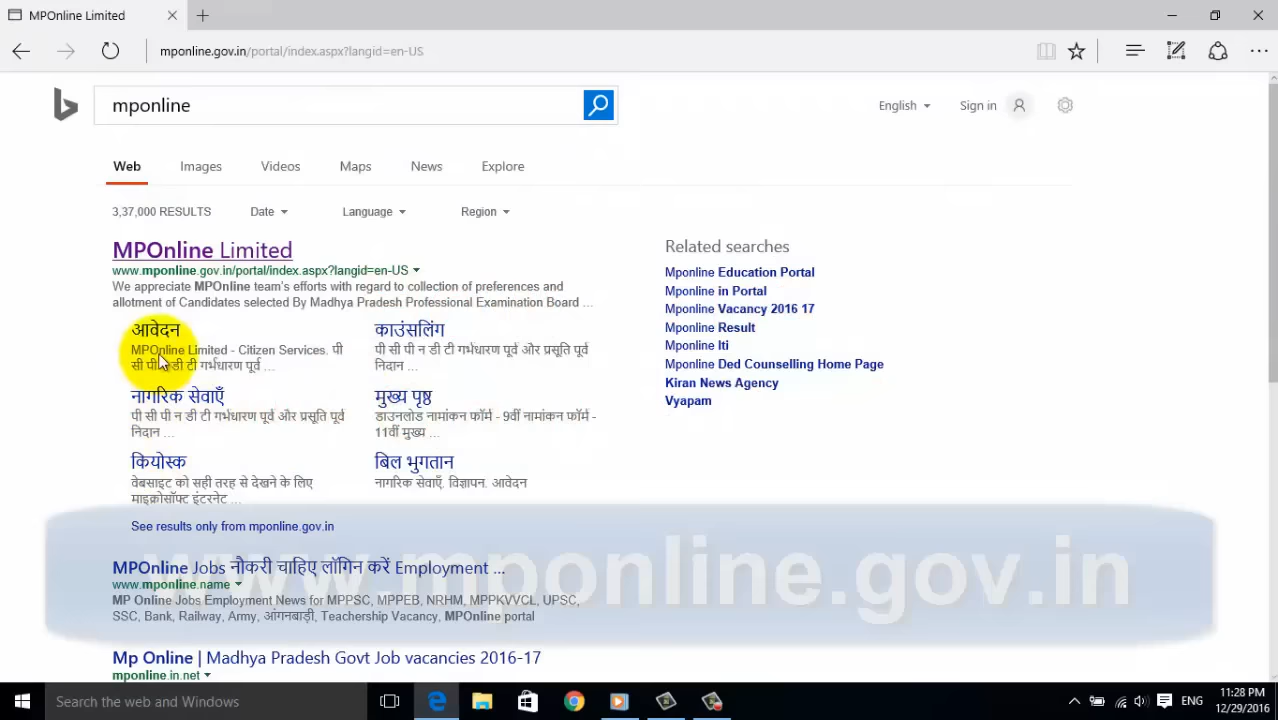 MPOnline Limited
mponline.gov.in/portal/index.aspx?langid=en-US
mponline
English
Sign in
Web
Images
Videos
Maps
News
Explore
3,37,000 RESULTS
Date
Language
Region
MPOnline Limited
www.mponline.gov.in/portal/index.aspx?langid=en-US
We appreciate MPOnline team's efforts with regard to collection of preferences and
allotment of Candidates selected By Madhya Pradesh Professional Examination Board ...
आवेदन
MPOnline Limited - Citizen Services. पी
सी पी न डी टी गर्भधारण पूर्व ...
काउंसलिंग
पी सी पी न डी टी गर्भधारण पूर्व ओर प्रसूति पूर्व
निदान ...
नागरिक सेवाएँ
पी सी पी न डी टी गर्भधारण पूर्व ओर प्रसूति पूर्व
निदान ...
मुख्य पृष्ठ
डाउनलोड नामांकन फॉर्म - 9वीं नामांकन फॉर्म -
11वीं मुख्य ...
कियोस्क
वेबसाइट को सही तरह से देखने के लिए
माइक्रोसॉफ्ट इंटरनेट ...
बिल भुगतान
नागरिक सेवाएँ. विज्ञापन. आवेदन
See results only from mponline.gov.in
MPOnline Jobs नौकरी चाहिए लॉगिन करें Employment ...
www.mponline.name
MP Online Jobs Employment News for MPPSC, MPPEB, NRHM, MPPKVVCL, UPSC,
SSC, Bank, Railway, Army, आंगनबाड़ी, Teachership Vacancy, MPOnline portal
www.mponline.gov.in
Mp Online | Madhya Pradesh Govt Job vacancies 2016-17
mponline.in.net
Related searches
Mponline Education Portal
Mponline in Portal
Mponline Vacancy 2016 17
Mponline Result
Mponline Iti
Mponline Ded Counselling Home Page
Kiran News Agency
Vyapam
Search the web and Windows
ENG
11:28 PM
12/29/2016